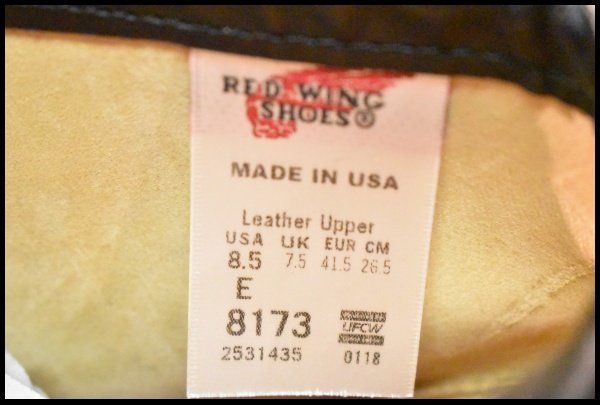 RED WING
SHOES®
MADE IN USA
Leather Upper
USA UK EUR CM
8.5 7.5 41.5 26.5
E
8173 UFCW
2531435 0118